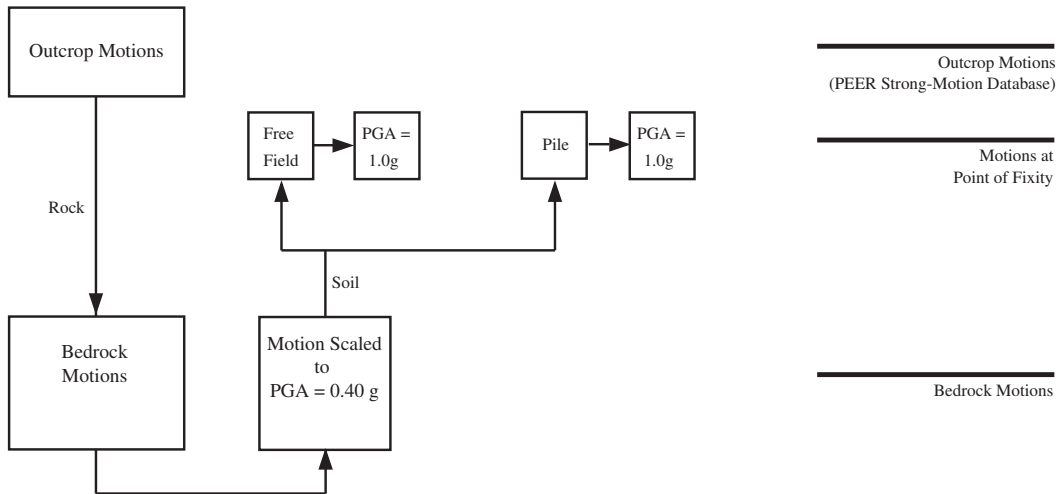 Outcrop Motions
Outcrop Motions
(PEER Strong-Motion Database)
Free
Field
PGA =
1.0g
Pile
PGA =
1.0g
Motions at
Point of Fixity
Rock
Soil
Bedrock
Motions
Motion Scaled
to
PGA = 0.40 g
Bedrock Motions